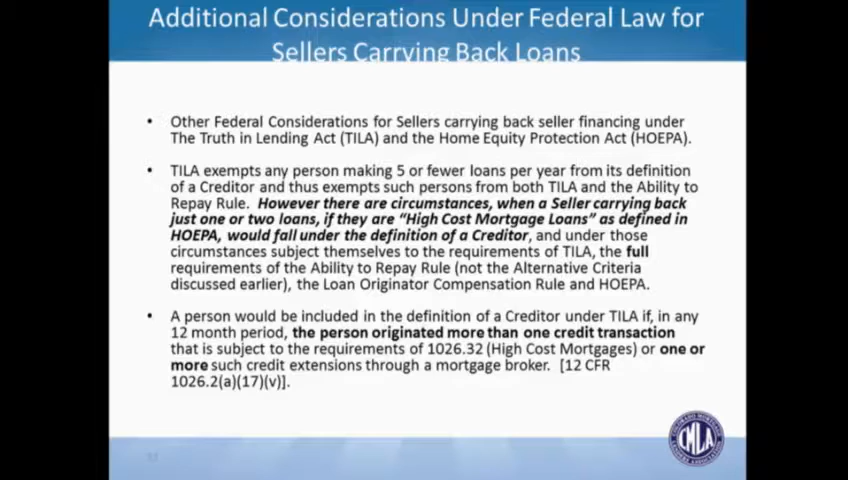 Additional Considerations Under Federal Law for
Sellers Carrying Back Loans
• Other Federal Considerations for Sellers carrying back seller financing under
The Truth in Lending Act (TILA) and the Home Equity Protection Act (HOEPA).
• TILA exempts any person making 5 or fewer loans per year from its definition
of a Creditor and thus exempts such persons from both TILA and the Ability to
Repay Rule. However there are circumstances, when a Seller carrying back
just one or two loans, if they are “High Cost Mortgage Loans” as defined in
HOEPA, would fall under the definition of a Creditor, and under those
circumstances subject themselves to the requirements of TILA, the full
requirements of the Ability to Repay Rule (not the Alternative Criteria
discussed earlier), the Loan Originator Compensation Rule and HOEPA.
• A person would be included in the definition of a Creditor under TILA if, in any
12 month period, the person originated more than one credit transaction
that is subject to the requirements of 1026.32 (High Cost Mortgages) or one or
more such credit extensions through a mortgage broker. [12 CFR
1026.2(a)(17)(v)].
CMLA